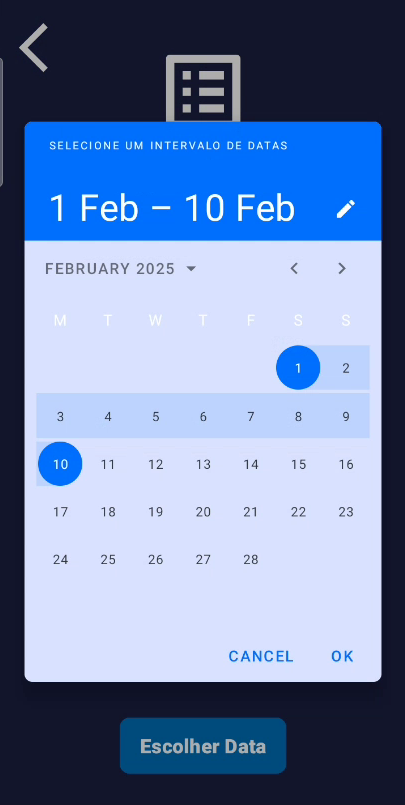 SELECIONE UM INTERVALO DE DATAS
1 Feb – 10 Feb
FEBRUARY 2025
M T W T F S S
1 2
3 4 5 6 7 8 9
10 11 12 13 14 15 16
17 18 19 20 21 22 23
24 25 26 27 28
CANCEL OK
Escolher Data